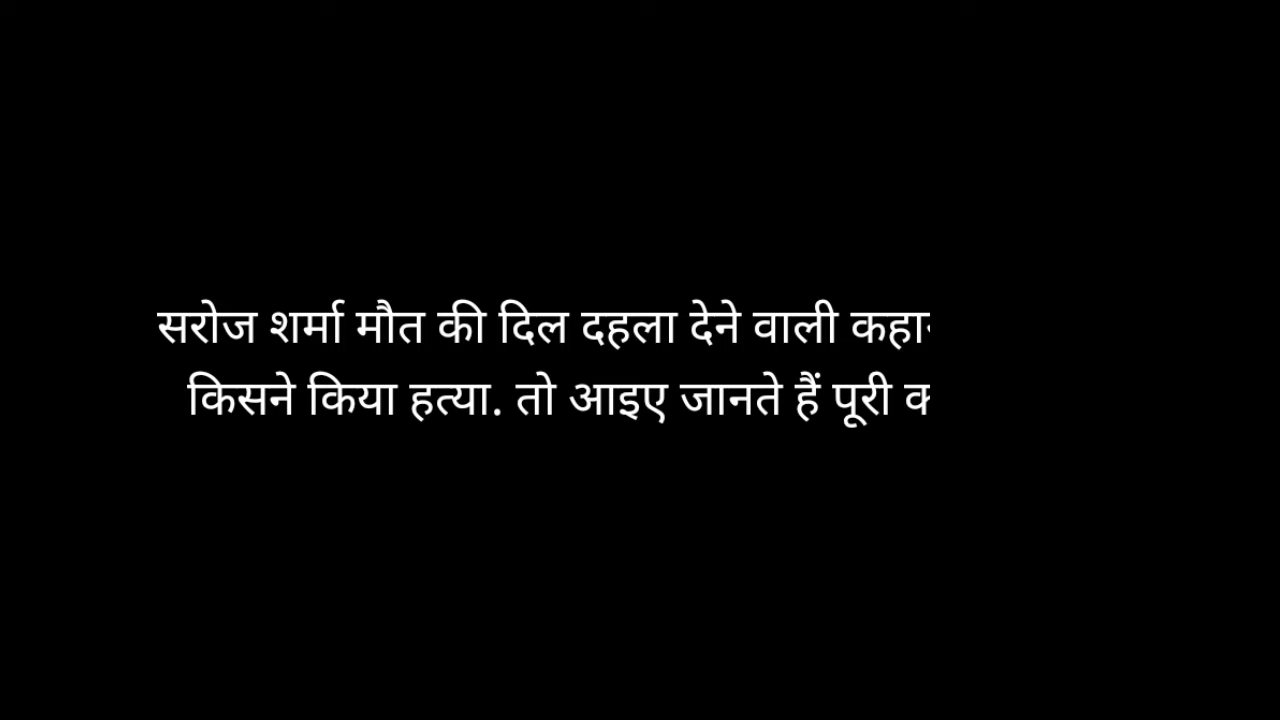 सरोज शर्मा मौत की दिल दहला देने वाली
किसने किया हत्या. तो आइए जानते हैं पूरी